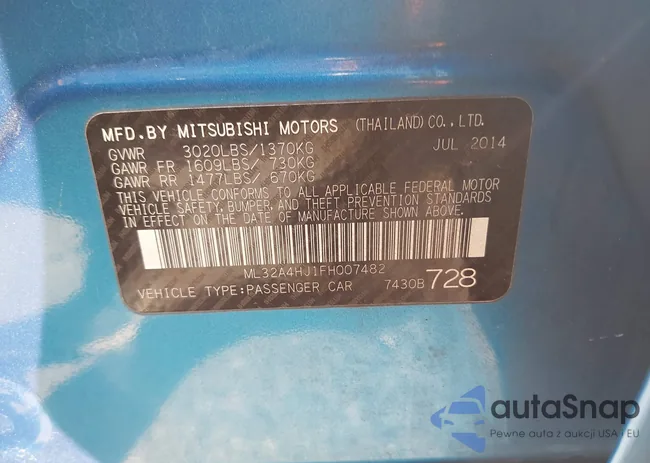 MFD. BY MITSUBISHI MOTORS (THAILAND) CO., LTD.
GVWR 3020LBS/1370KG JUL 2014
GAWR FR 1609LBS/ 730KG
GAWR RR 1477LBS/ 670KG
THIS VEHICLE CONFORMS TO ALL APPLICABLE FEDERAL MOTOR
VEHICLE SAFETY, BUMPER, AND THEFT PREVENTION STANDARDS
IN EFFECT ON THE DATE OF MANUFACTURE SHOWN ABOVE.
ML32A4HJ1FH007482
VEHICLE TYPE:PASSENGER CAR 7430B 728
autaSnap
Pewne auta z aukcji USA i EU